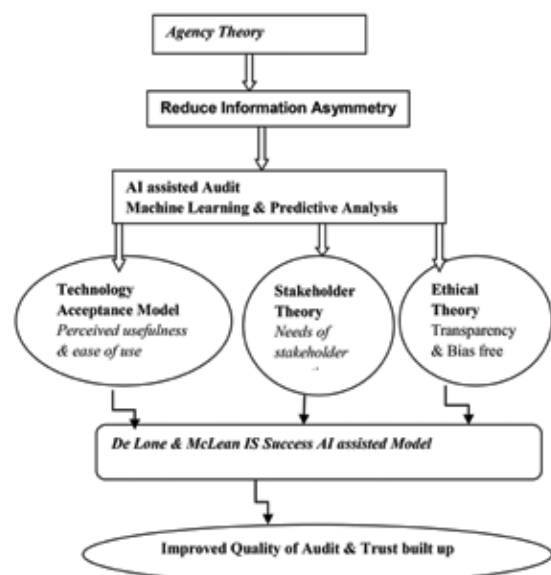 Agency Theory
Reduce Information Asymmetry
AI assisted Audit
Machine Learning & Predictive Analysis
Technology
Acceptance Model
Perceived usefulness
& ease of use
Stakeholder
Theory
Needs of
stakeholder
Ethical
Theory
Transparency
& Bias free
De Lone & McLean IS Success AI assisted Model
Improved Quality of Audit & Trust built up